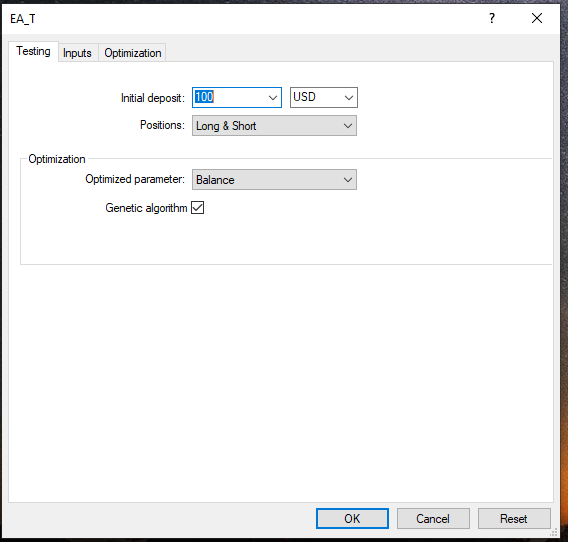 EA_T
?
Testing
Inputs
Optimization
Initial deposit: 100 USD
Positions: Long & Short
Optimization
Optimized parameter: Balance
Genetic algorithm
OK
Cancel
Reset